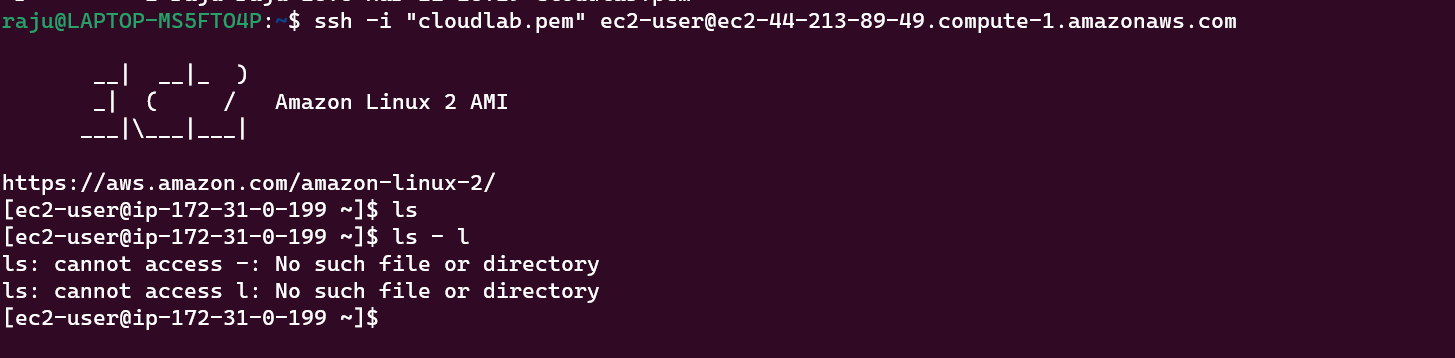 raju@LAPTOP-MS5FTO4P:~$ ssh -i "cloudlab.pem" ec2-user@ec2-44-213-89-49.compute-1.amazonaws.com
       __|  __|_  )
       _|  (     /   Amazon Linux 2 AMI
      ___|\___|___|
https://aws.amazon.com/amazon-linux-2/
[ec2-user@ip-172-31-0-199 ~]$ ls
[ec2-user@ip-172-31-0-199 ~]$ ls - l
ls: cannot access -: No such file or directory
ls: cannot access l: No such file or directory
[ec2-user@ip-172-31-0-199 ~]$